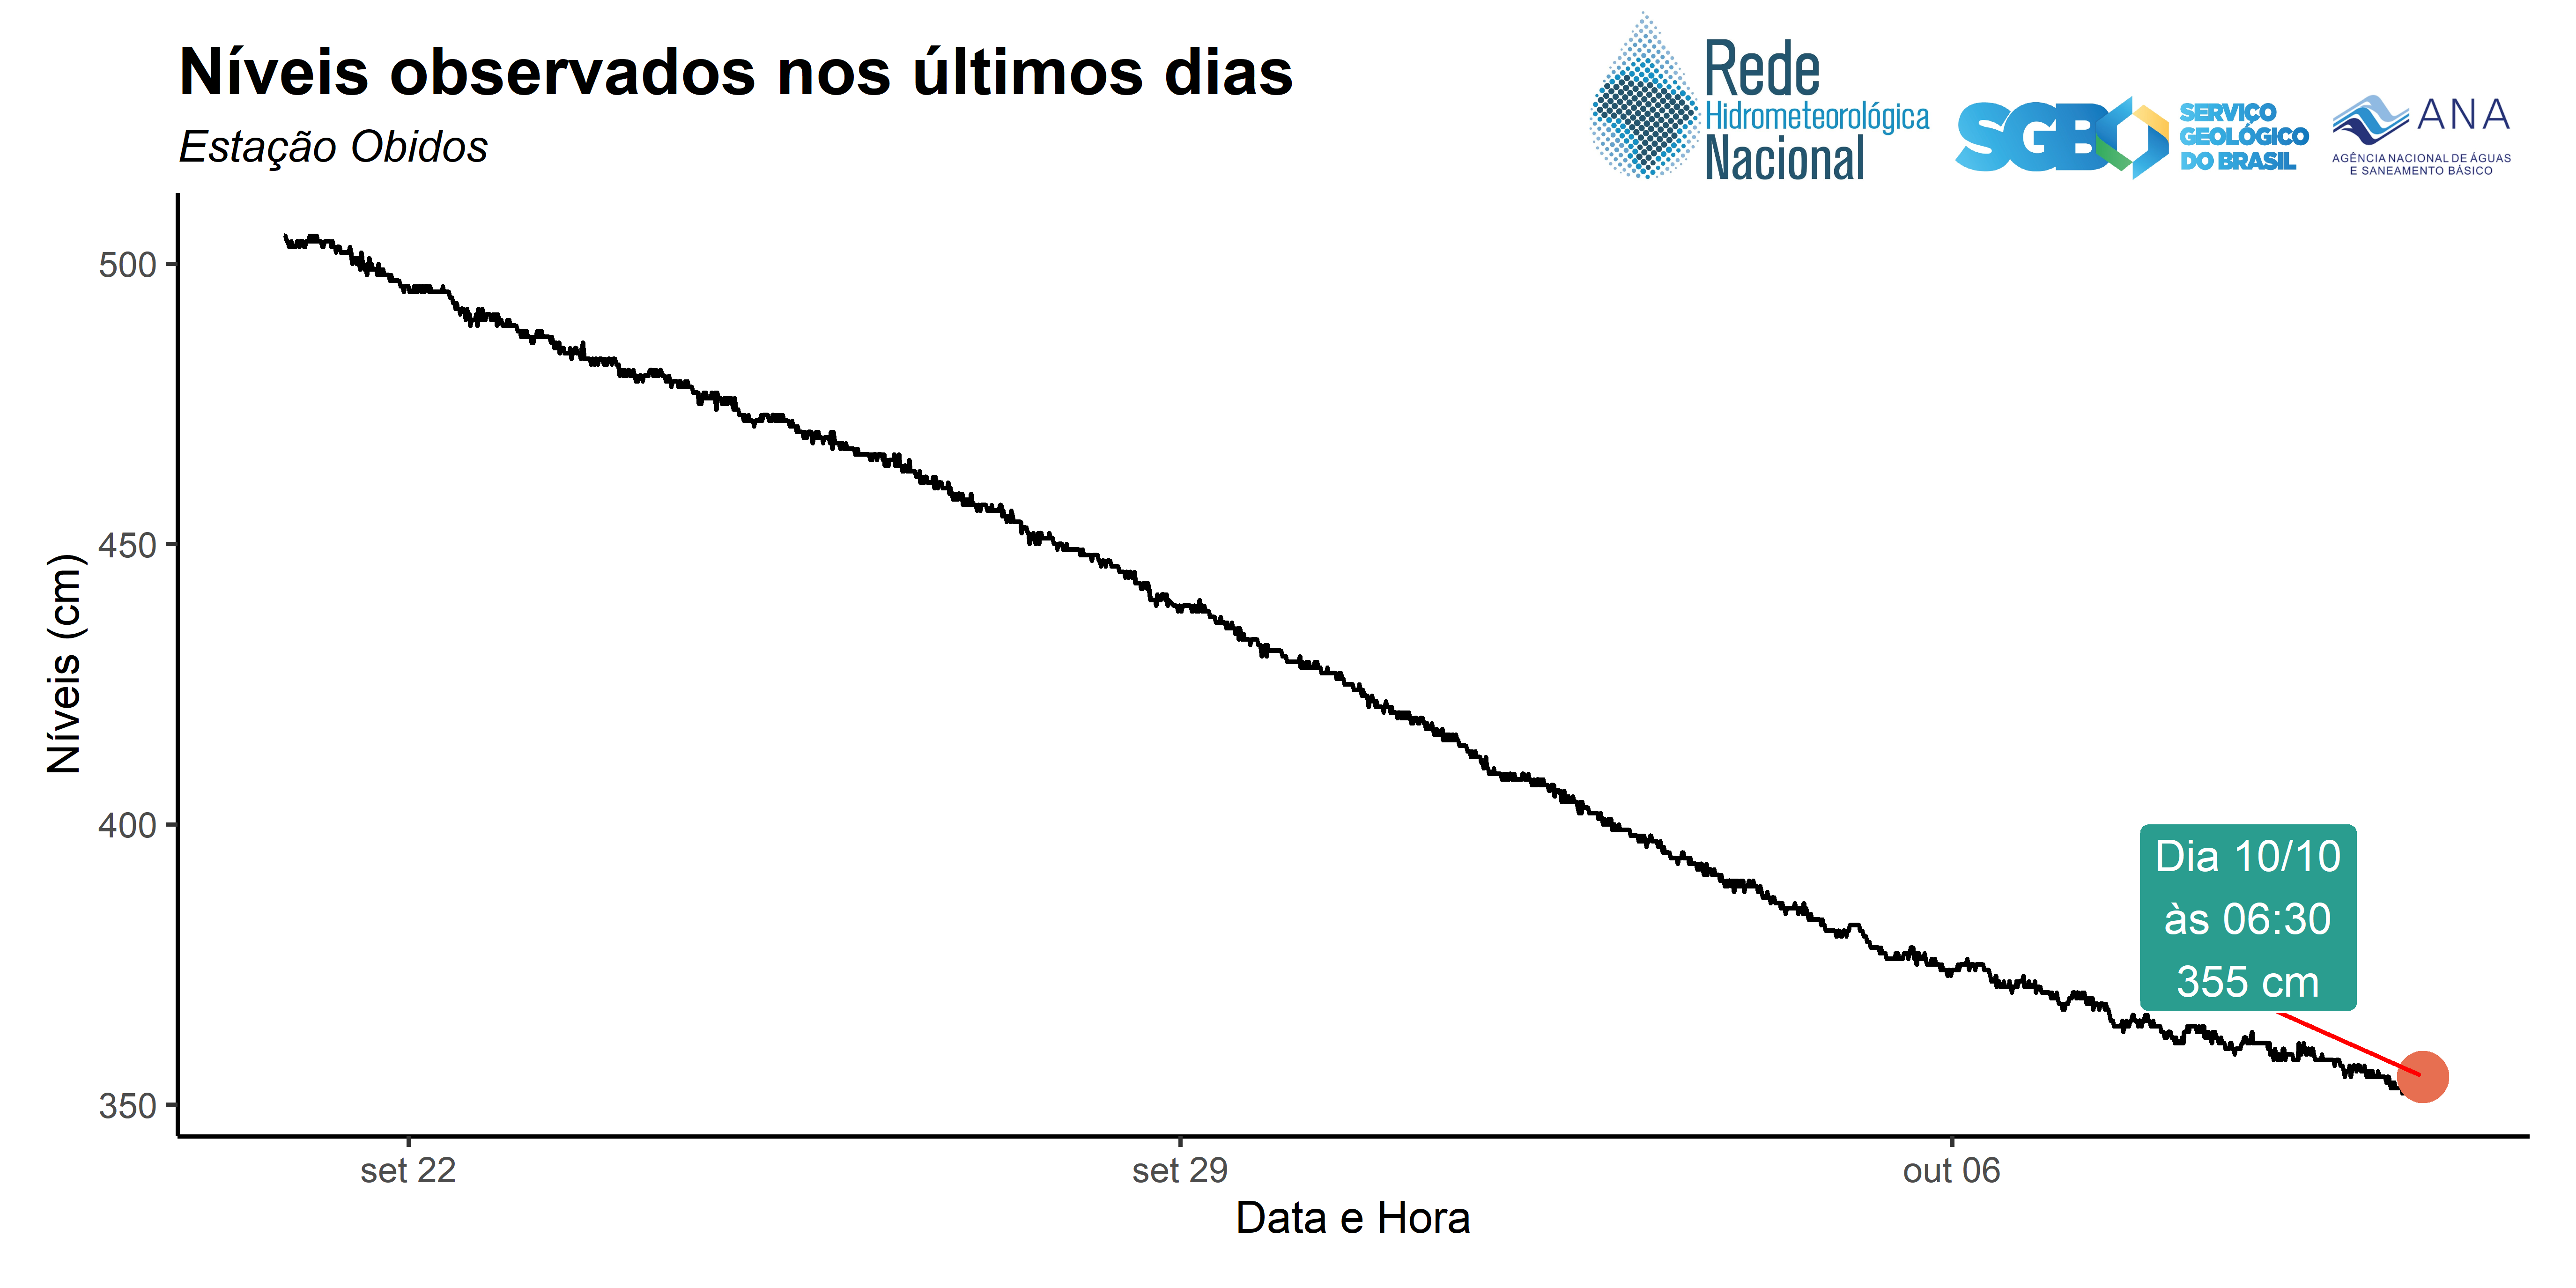 Níveis observados nos últimos dias
Estação Obidos
Rede
Hidrometeorológica
Nacional
SGB
SERVIÇO
GEOLÓGICO
DO BRASIL
ANA
AGÊNCIA NACIONAL DE ÁGUAS
E SANEAMENTO BÁSICO
Níveis (cm)
500
450
400
350
Dia 10/10
às 06:30
355 cm
set 22
set 29
out 06
Data e Hora